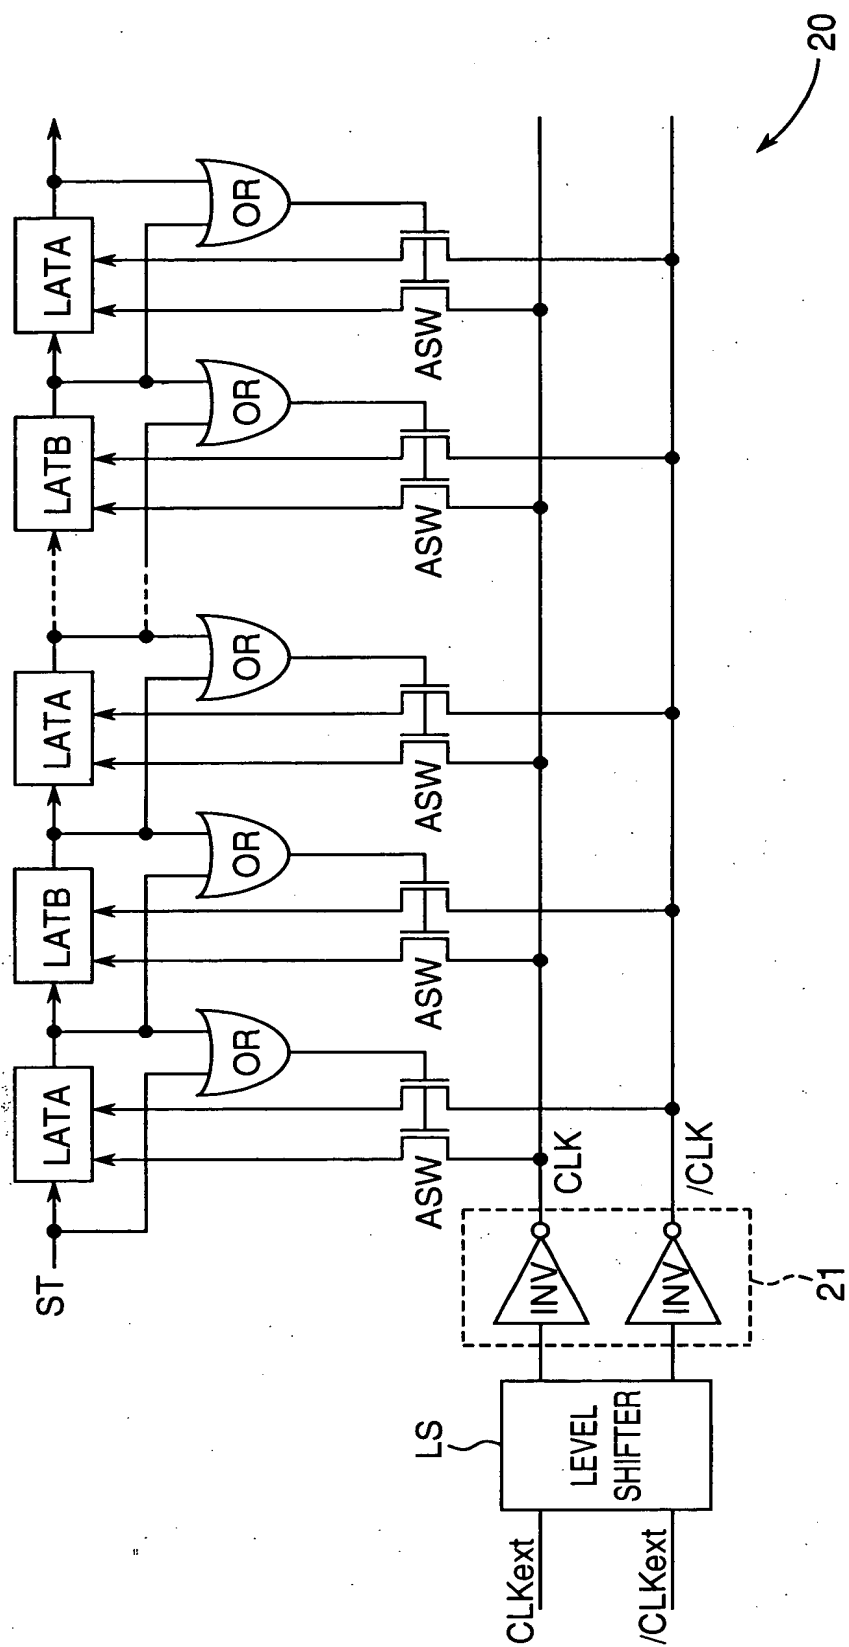 ST
LATA
LATB
LATA
LATB
LATA
OR
OR
OR
OR
OR
ASW
ASW
ASW
ASW
ASW
CLKext
/CLKext
LS
LEVEL
SHIFTER
INV
INV
21
CLK
/CLK
20